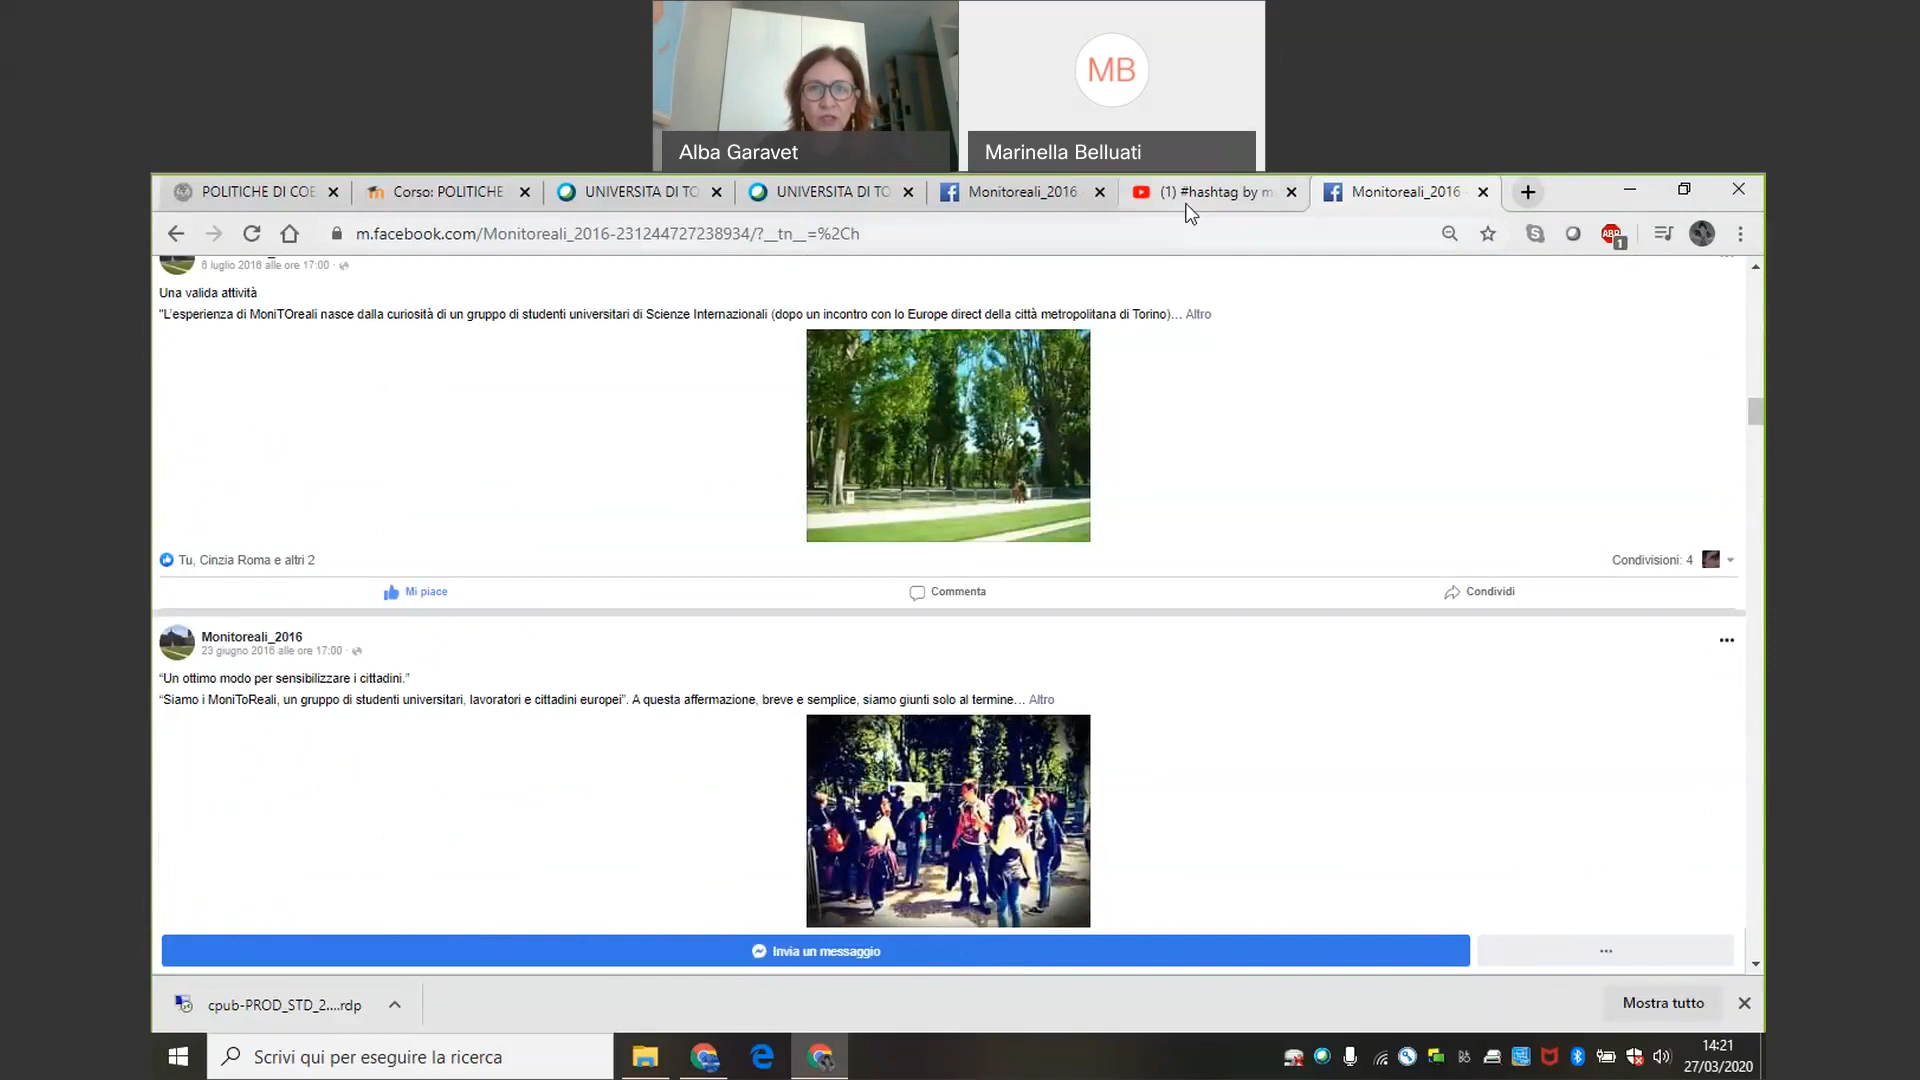 MB
Alba Garavet
Marinella Belluati
POLITICHE DI COE
Corso: POLITICHE
UNIVERSITA DI TO
UNIVERSITA DI TO
Monitoreali_2016
(1) #hashtag by m
Monitoreali_2016
m.facebook.com/Monitoreali_2016-231244727238934/?__tn__=%2Ch
ABP
1
6 luglio 2016 alle ore 17:00
Una valida attività
"L'esperienza di MoniTOreali nasce dalla curiosità di un gruppo di studenti universitari di Scienze Internazionali (dopo un incontro con lo Europe direct della città metropolitana di Torino)... Altro
Tu, Cinzia Roma e altri 2
Condivisioni: 4
Mi piace
Commenta
Condividi
Monitoreali_2016
23 giugno 2016 alle ore 17:00
“Un ottimo modo per sensibilizzare i cittadini.”
“Siamo i MoniToReali, un gruppo di studenti universitari, lavoratori e cittadini europei”. A questa affermazione, breve e semplice, siamo giunti solo al termine... Altro
Invia un messaggio
cpub-PROD_STD_2....rdp
Mostra tutto
Scrivi qui per eseguire la ricerca
14:21
27/03/2020